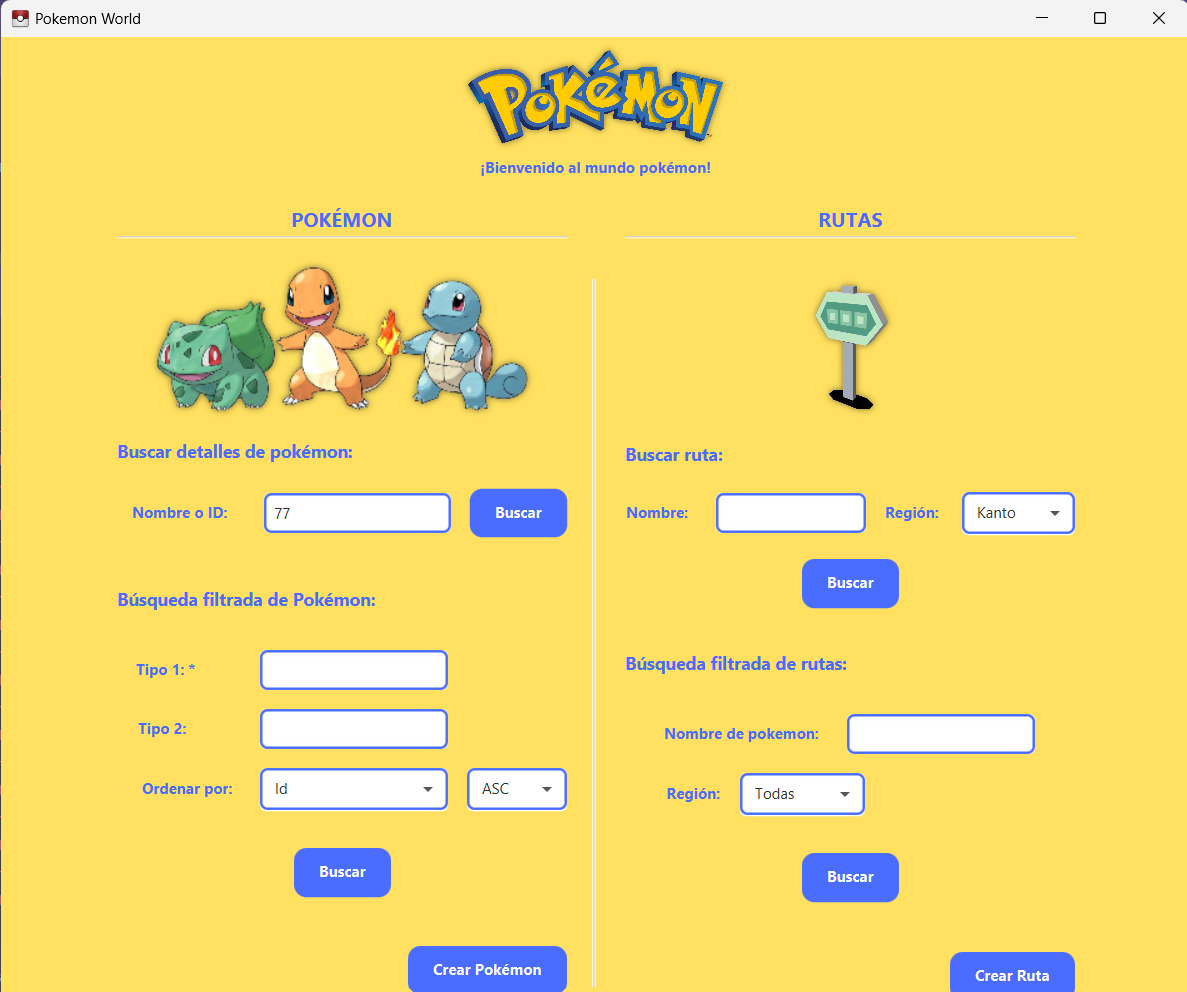 Pokemon World
POKéMON
¡Bienvenido al mundo pokémon!
POKÉMON
Buscar detalles de pokémon:
Nombre o ID: 77 Buscar
Búsqueda filtrada de Pokémon:
Tipo 1: *
Tipo 2:
Ordenar por: Id ASC
Buscar
Crear Pokémon
RUTAS
Buscar ruta:
Nombre: Región: Kanto
Buscar
Búsqueda filtrada de rutas:
Nombre de pokemon:
Región: Todas
Buscar
Crear Ruta